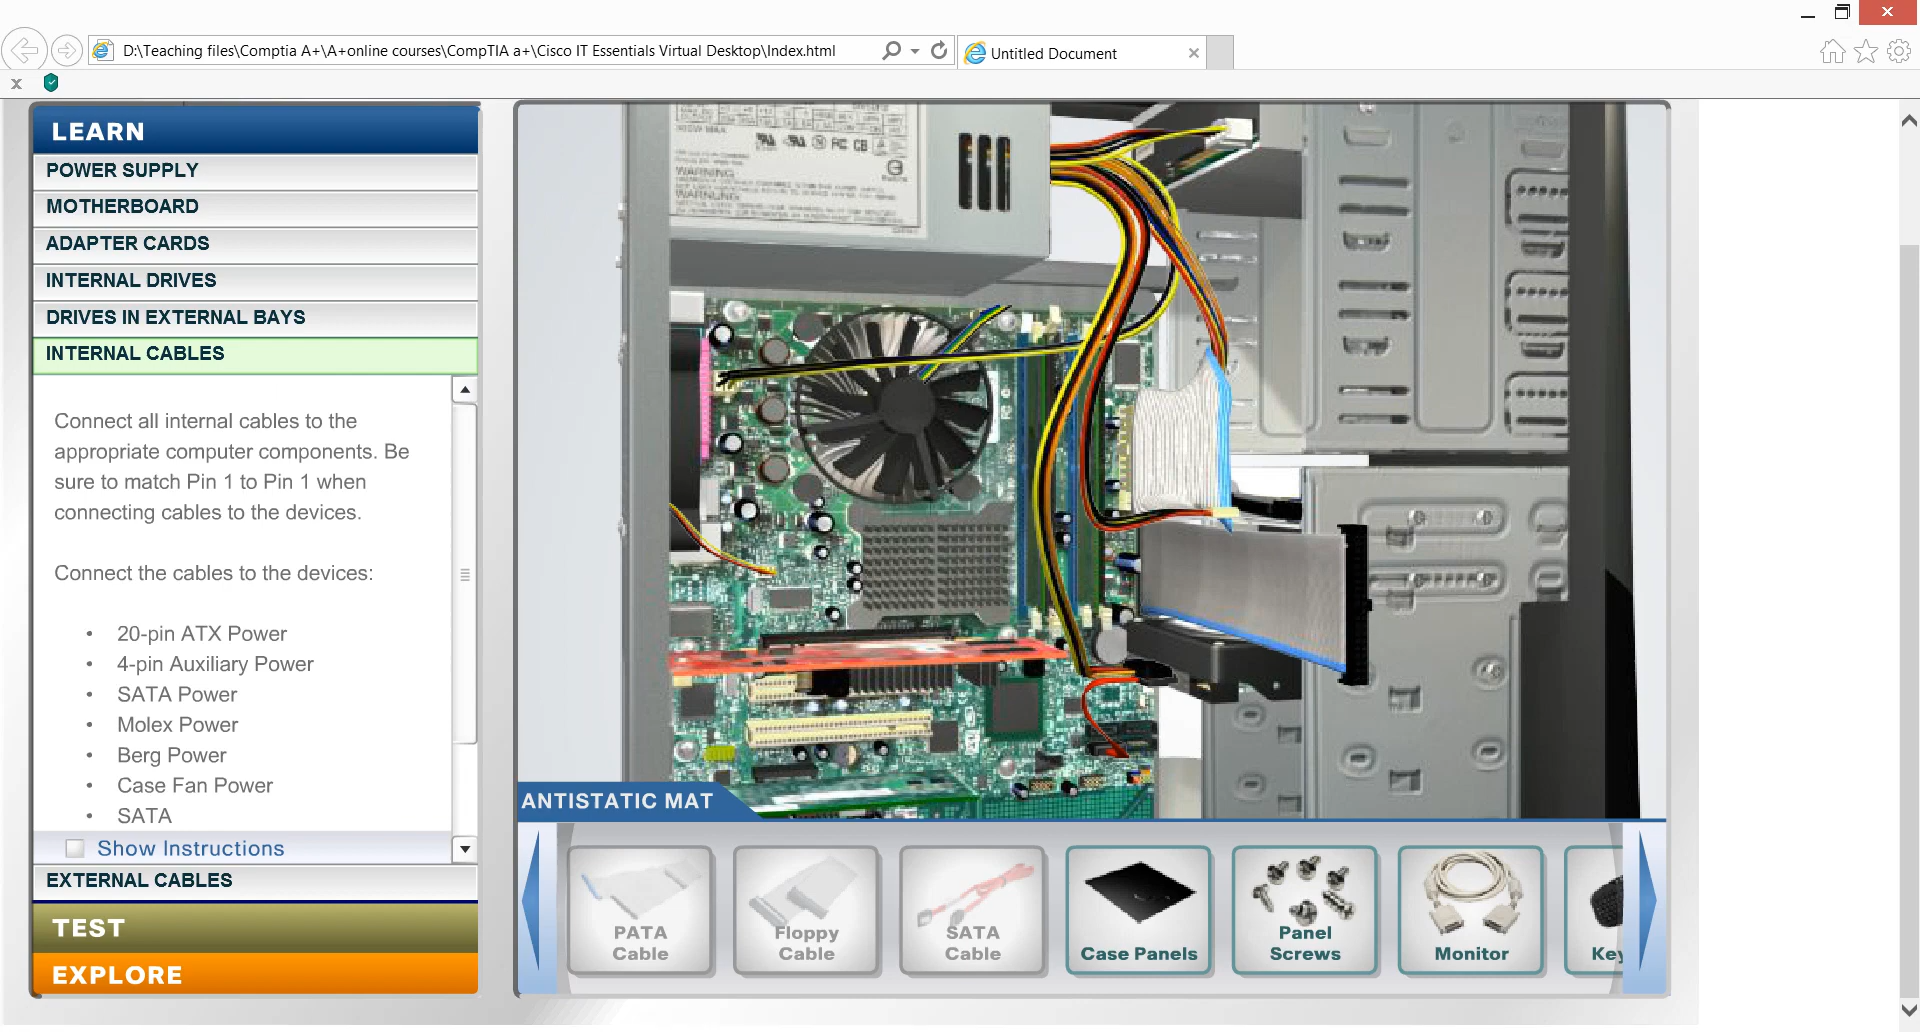 D:\Teaching files\Comptia A+\A+online courses\CompTIA a+\Cisco IT Essentials Virtual Desktop\Index.html
Untitled Document
LEARN
POWER SUPPLY
MOTHERBOARD
ADAPTER CARDS
INTERNAL DRIVES
DRIVES IN EXTERNAL BAYS
INTERNAL CABLES
Connect all internal cables to the
appropriate computer components. Be
sure to match Pin 1 to Pin 1 when
connecting cables to the devices.
Connect the cables to the devices:
• 20-pin ATX Power
• 4-pin Auxiliary Power
• SATA Power
• Molex Power
• Berg Power
• Case Fan Power
• SATA
Show Instructions
EXTERNAL CABLES
TEST
EXPLORE
WARNING
WARNING
ANTISTATIC MAT
PATA
Cable
Floppy
Cable
SATA
Cable
Case Panels
Panel
Screws
Monitor
Key